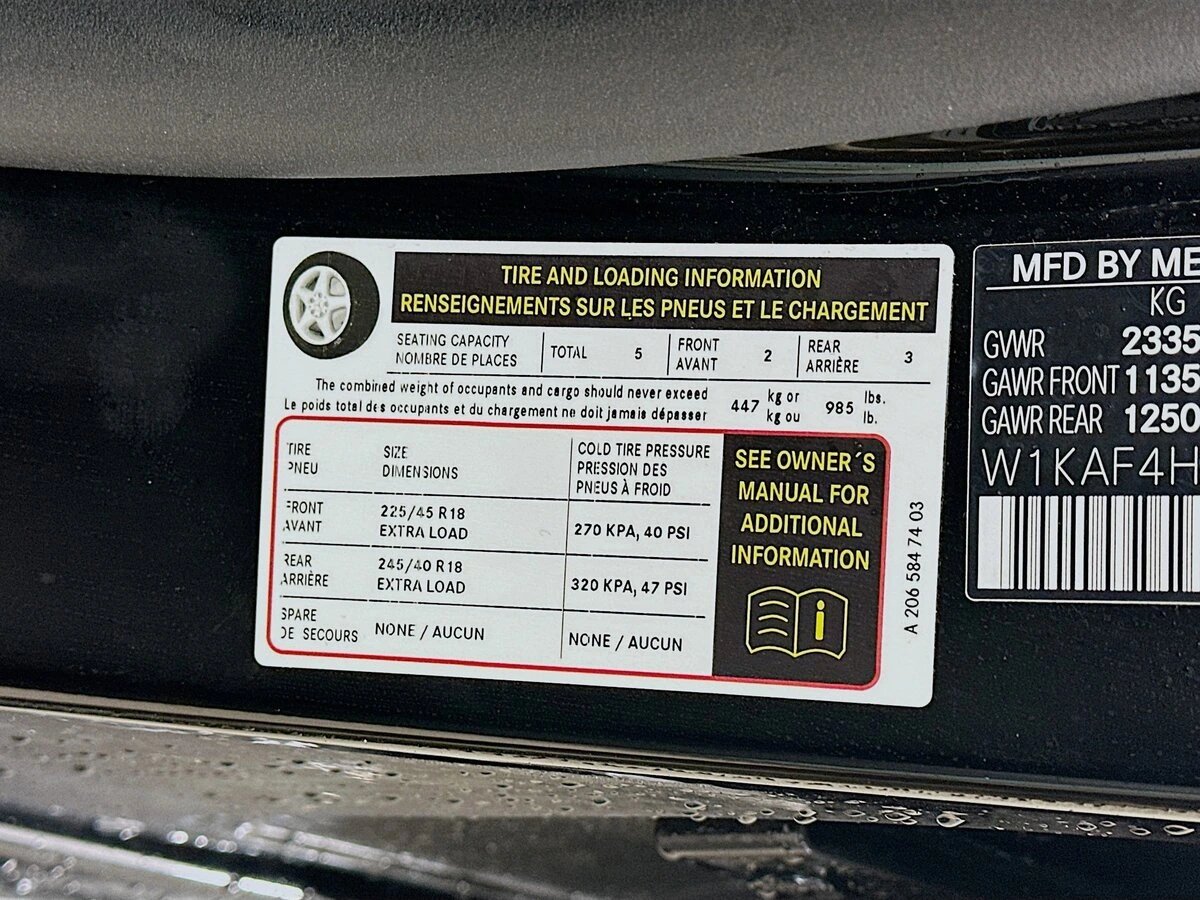 TIRE AND LOADING INFORMATION
RENSEIGNEMENTS SUR LES PNEUS ET LE CHARGEMENT
SEATING CAPACITY
NOMBRE DE PLACES
TOTAL 5
FRONT
AVANT
2
REAR
ARRIÈRE
3
The combined weight of occupants and cargo should never exceed
Le poids total des occupants et du chargement ne doit jamais dépasser
447
kg or
kg ou
985
lbs.
lb.
TIRE
PNEU
SIZE
DIMENSIONS
COLD TIRE PRESSURE
PRESSION DES
PNEUS À FROID
FRONT
AVANT
225/45 R18
EXTRA LOAD
270 KPA, 40 PSI
REAR
ARRIÈRE
245/40 R18
EXTRA LOAD
320 KPA, 47 PSI
SPARE
DE SECOURS
NONE / AUCUN
NONE / AUCUN
SEE OWNER´S
MANUAL FOR
ADDITIONAL
INFORMATION
i
A 206 584 74 03
MFD BY ME
KG
GVWR 2335
GAWR FRONT 1135
GAWR REAR 1250
W1KAF4H